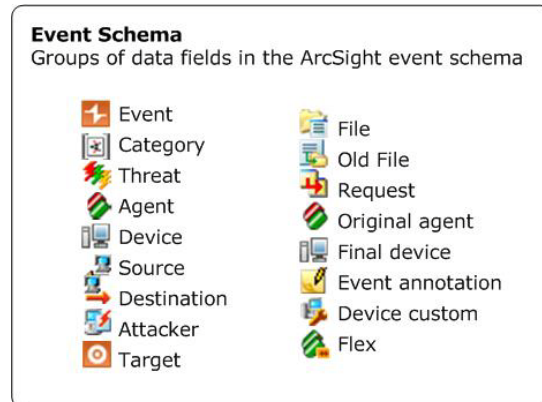 Event Schema
Groups of data fields in the ArcSight event schema
Event
Category
Threat
Agent
Device
Source
Destination
Attacker
Target
File
Old File
Request
Original agent
Final device
Event annotation
Device custom
Flex